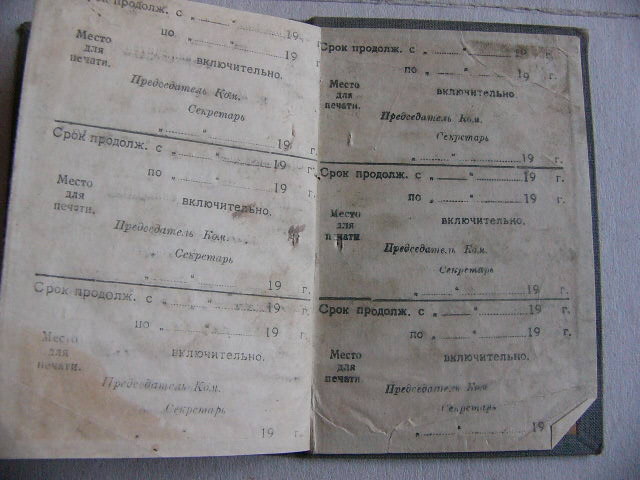 Срок продолж. с „ “ 19 г.
по „ “ 19 г.
Место
для
печати.
включительно.
Председатель Ком.
Секретарь
„ “ 19 г.
Срок продолж. с „ “ 19 г.
по „ “ 19 г.
Место
для
печати.
включительно.
Председатель Ком.
Секретарь
„ “ 19 г.
Срок продолж. с „ “ 19 г.
по „ “ 19 г.
Место
для
печати.
включительно.
Председатель Ком.
Секретарь
19 г.
Срок продолж. с „ “ 19 г.
по „ “ 19 г.
Место
для
печати
включительно.
Председатель Ком.
Секретарь
„ “ 19 г.
Срок продолж. с „ “ 19 г.
по „ “ 19 г.
Место
для
печати
включительно.
Председатель Ком.
Секретарь
„ “ 19 г.
Срок продолж. с „ “ 19 г.
по „ “ 19 г.
Место
для
печати.
включительно.
Председатель Ком
Секретарь
„ “ 19